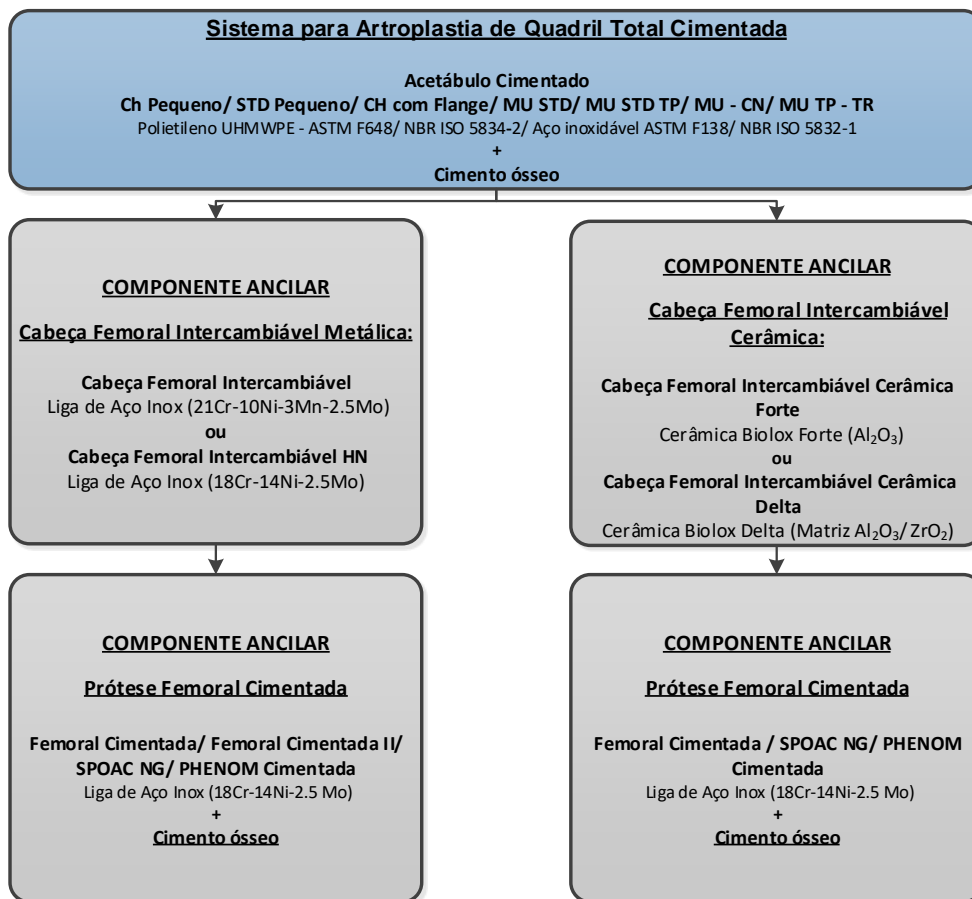 Sistema para Artroplastia de Quadril Total Cimentada
Acetábulo Cimentado
Ch Pequeno/ STD Pequeno/ CH com Flange/ MU STD/ MU STD TP/ MU - CN/ MU TP - TR
Polietileno UHMWPE - ASTM F648/ NBR ISO 5834-2/ Aço inoxidável ASTM F138/ NBR ISO 5832-1
+
Cimento ósseo
COMPONENTE ANCILAR
Cabeça Femoral Intercambiável Metálica:
Cabeça Femoral Intercambiável
Liga de Aço Inox (21Cr-10Ni-3Mn-2.5Mo)
ou
Cabeça Femoral Intercambiável HN
Liga de Aço Inox (18Cr-14Ni-2.5Mo)
COMPONENTE ANCILAR
Cabeça Femoral Intercambiável
Cerâmica:
Cabeça Femoral Intercambiável Cerâmica
Forte
Cerâmica Biolox Forte (Al₂O₃)
ou
Cabeça Femoral Intercambiável Cerâmica
Delta
Cerâmica Biolox Delta (Matriz Al₂O₃/ ZrO₂)
COMPONENTE ANCILAR
Prótese Femoral Cimentada
Femoral Cimentada/ Femoral Cimentada II/
SPOAC NG/ PHENOM Cimentada
Liga de Aço Inox (18Cr-14Ni-2.5 Mo)
+
Cimento ósseo
COMPONENTE ANCILAR
Prótese Femoral Cimentada
Femoral Cimentada / SPOAC NG/ PHENOM
Cimentada
Liga de Aço Inox (18Cr-14Ni-2.5 Mo)
+
Cimento ósseo